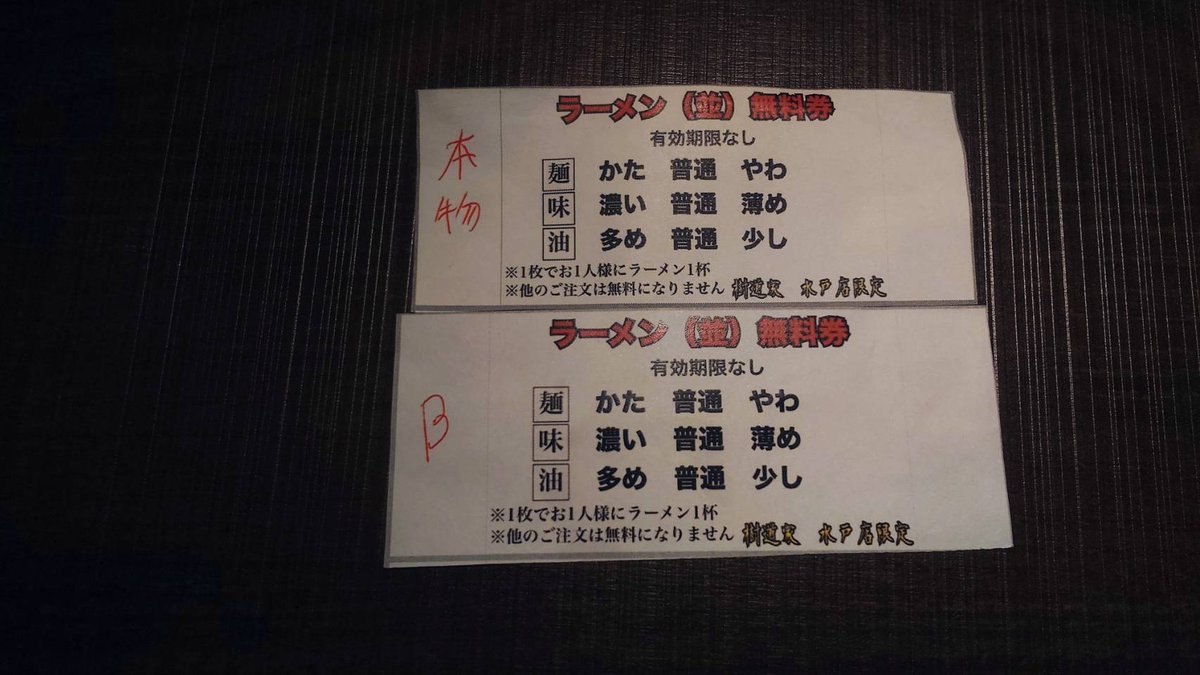 本物
ラーメン（並）無料券
有効期限なし
麺 かた 普通 やわ
味 濃い 普通 薄め
油 多め 普通 少し
※1枚でお1人様にラーメン1杯
※他のご注文は無料になりません 樹道家 水戸店限定
B
ラーメン（並）無料券
有効期限なし
麺 かた 普通 やわ
味 濃い 普通 薄め
油 多め 普通 少し
※1枚でお1人様にラーメン1杯
※他のご注文は無料になりません 樹道家 水戸店限定